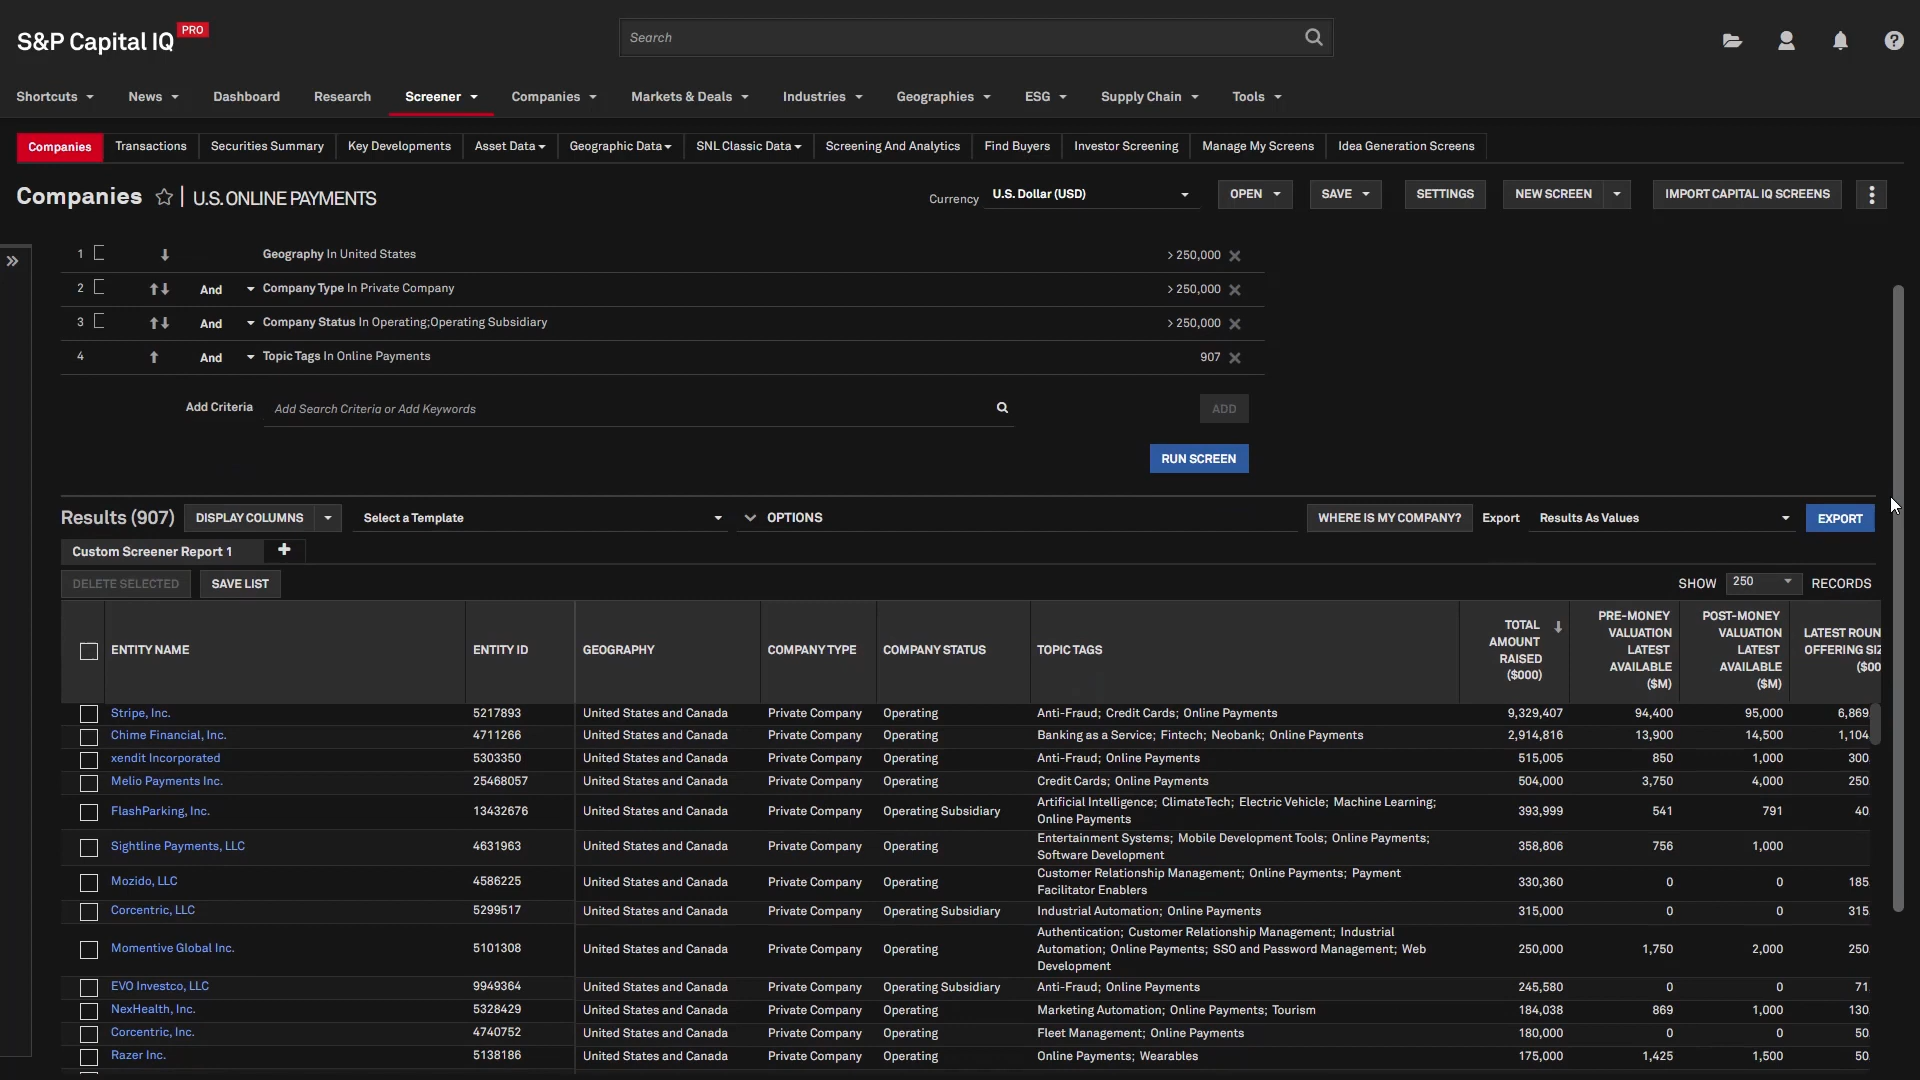 S&P Capital IQ PRO
Search
Shortcuts News Dashboard Research Screener Companies Markets & Deals Industries Geographies ESG Supply Chain Tools
Companies Transactions Securities Summary Key Developments Asset Data Geographic Data SNL Classic Data Screening And Analytics Find Buyers Investor Screening Manage My Screens Idea Generation Screens
Companies | U.S. ONLINE PAYMENTS Currency U.S. Dollar (USD) OPEN SAVE SETTINGS NEW SCREEN IMPORT CAPITAL IQ SCREENS
1 Geography In United States > 250,000
2 And Company Type In Private Company > 250,000
3 And Company Status In Operating;Operating Subsidiary > 250,000
4 And Topic Tags In Online Payments 907
Add Criteria Add Search Criteria or Add Keywords ADD
RUN SCREEN
Results (907) DISPLAY COLUMNS Select a Template OPTIONS WHERE IS MY COMPANY? Export Results As Values EXPORT
Custom Screener Report 1 +
DELETE SELECTED SAVE LIST SHOW 250 RECORDS
ENTITY NAME ENTITY ID GEOGRAPHY COMPANY TYPE COMPANY STATUS TOPIC TAGS
TOTAL
AMOUNT
RAISED
($000)
PRE-MONEY
VALUATION
LATEST
AVAILABLE
($M)
POST-MONEY
VALUATION
LATEST
AVAILABLE
($M)
LATEST ROUN
OFFERING SIZ
($00
Stripe, Inc. 5217893 United States and Canada Private Company Operating Anti-Fraud; Credit Cards; Online Payments 9,329,407 94,400 95,000 6,869.
Chime Financial, Inc. 4711266 United States and Canada Private Company Operating Banking as a Service; Fintech; Neobank; Online Payments 2,914,816 13,900 14,500 1,104.
xendit Incorporated 5303350 United States and Canada Private Company Operating Anti-Fraud; Online Payments 515,005 850 1,000 300.
Melio Payments Inc. 25468057 United States and Canada Private Company Operating Credit Cards; Online Payments 504,000 3,750 4,000 250.
FlashParking, Inc. 13432676 United States and Canada Private Company Operating Subsidiary Artificial Intelligence; ClimateTech; Electric Vehicle; Machine Learning;
Online Payments 393,999 541 791 40.
Sightline Payments, LLC 4631963 United States and Canada Private Company Operating Entertainment Systems; Mobile Development Tools; Online Payments;
Software Development 358,806 756 1,000
Mozido, LLC 4586225 United States and Canada Private Company Operating Customer Relationship Management; Online Payments; Payment
Facilitator Enablers 330,360 0 0 185.
Corcentric, LLC 5299517 United States and Canada Private Company Operating Subsidiary Industrial Automation; Online Payments 315,000 0 0 315.
Momentive Global Inc. 5101308 United States and Canada Private Company Operating Authentication; Customer Relationship Management; Industrial
Automation; Online Payments; SSO and Password Management; Web
Development 250,000 1,750 2,000 250.
EVO Investco, LLC 9949364 United States and Canada Private Company Operating Subsidiary Anti-Fraud; Online Payments 245,580 0 0 71.
NexHealth, Inc. 5328429 United States and Canada Private Company Operating Marketing Automation; Online Payments; Tourism 184,038 869 1,000 130.
Corcentric, Inc. 4740752 United States and Canada Private Company Operating Fleet Management; Online Payments 180,000 0 0 50.
Razer Inc. 5138186 United States and Canada Private Company Operating Online Payments; Wearables 175,000 1,425 1,500 50.